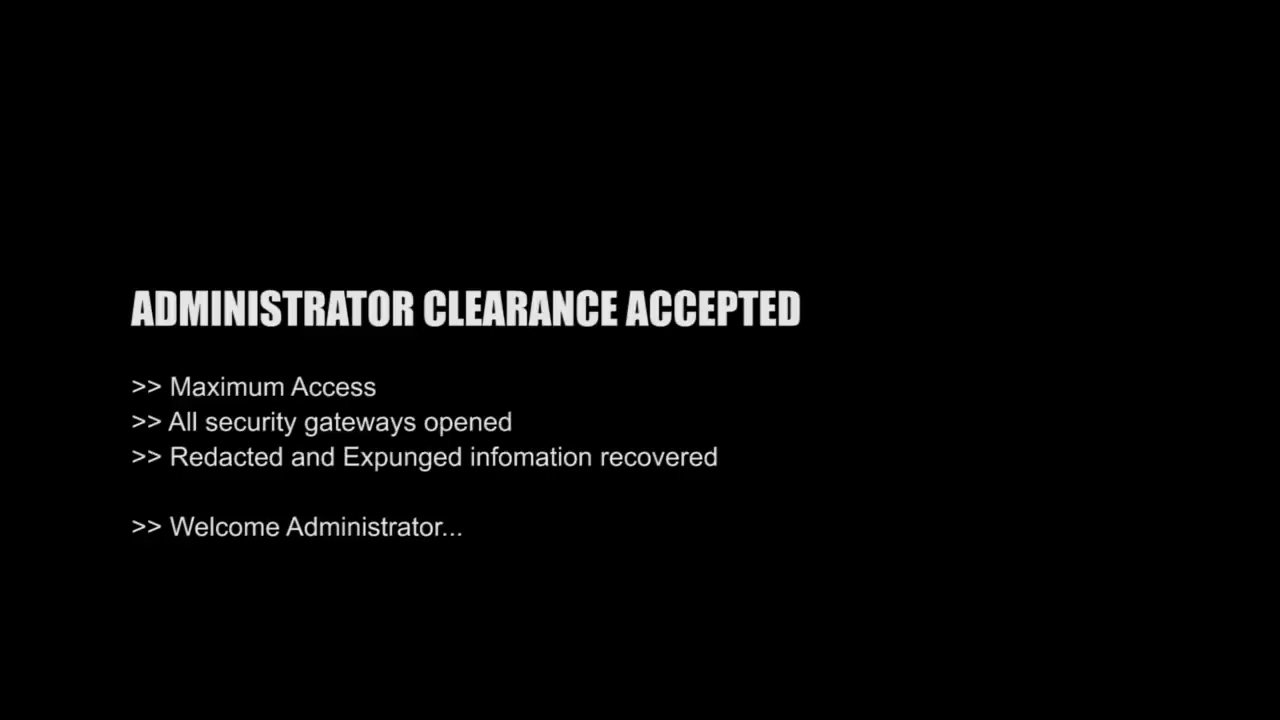 ADMINISTRATOR CLEARANCE ACCEPTED
>> Maximum Access
>> All security gateways opened
>> Redacted and Expunged infomation recovered
>> Welcome Administrator...